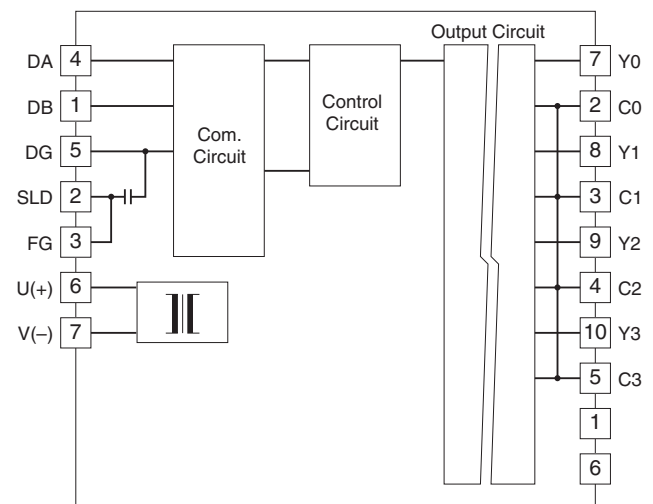 Output Circuit
DA 4
DB 1
DG 5
SLD 2
FG 3
U(+) 6
V(–) 7
Com.
Circuit
Control
Circuit
7 Y0
2 C0
8 Y1
3 C1
9 Y2
4 C2
10 Y3
5 C3
1
6